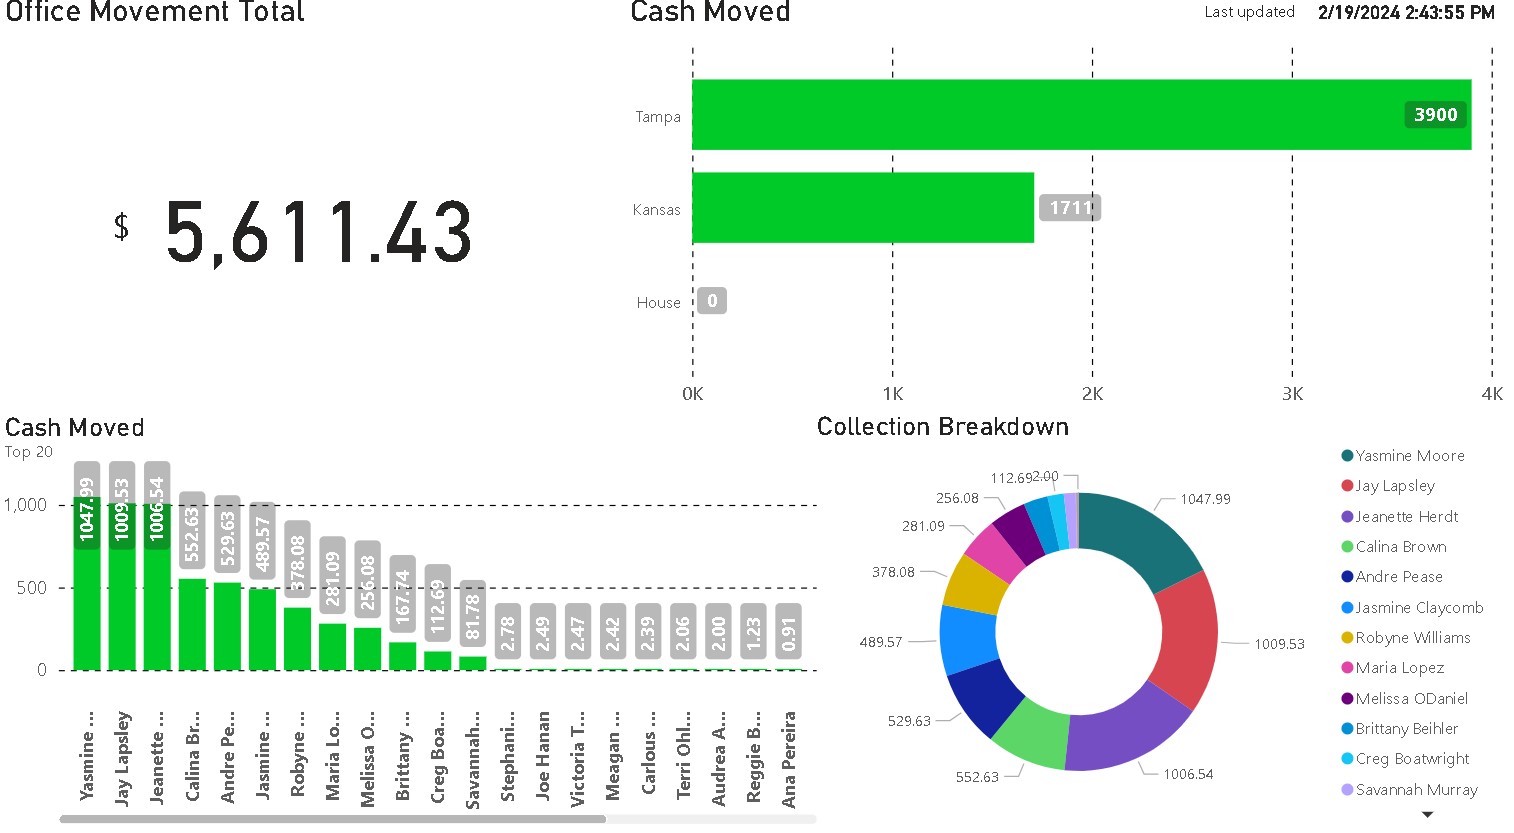 Office Movement Total
$ 5,611.43
Cash Moved
Last updated 2/19/2024 2:43:55 PM
Tampa 3900
Kansas 1711
House 0
0K 1K 2K 3K 4K
Cash Moved
Top 20
1,000
500
0
1047.99 1009.53 1006.54 552.63 529.63 489.57 378.08 281.09 256.08 167.74 112.69 81.78 2.78 2.49 2.47 2.42 2.39 2.06 2.00 1.23 0.91
Yasmine ...
Jay Lapsley
Jeanette ...
Calina Br...
Andre Pe...
Jasmine ...
Robyne ...
Maria Lo...
Melissa O...
Brittany ...
Creg Boa...
Savannah...
Stephani...
Joe Hanan
Victoria T...
Meagan ...
Carlous ...
Terri Ohl...
Audrea A...
Reggie B...
Ana Pereira
Collection Breakdown
1047.99
1009.53
1006.54
552.63
529.63
489.57
378.08
281.09
256.08
112.69
2.00
Yasmine Moore
Jay Lapsley
Jeanette Herdt
Calina Brown
Andre Pease
Jasmine Claycomb
Robyne Williams
Maria Lopez
Melissa ODaniel
Brittany Beihler
Creg Boatwright
Savannah Murray